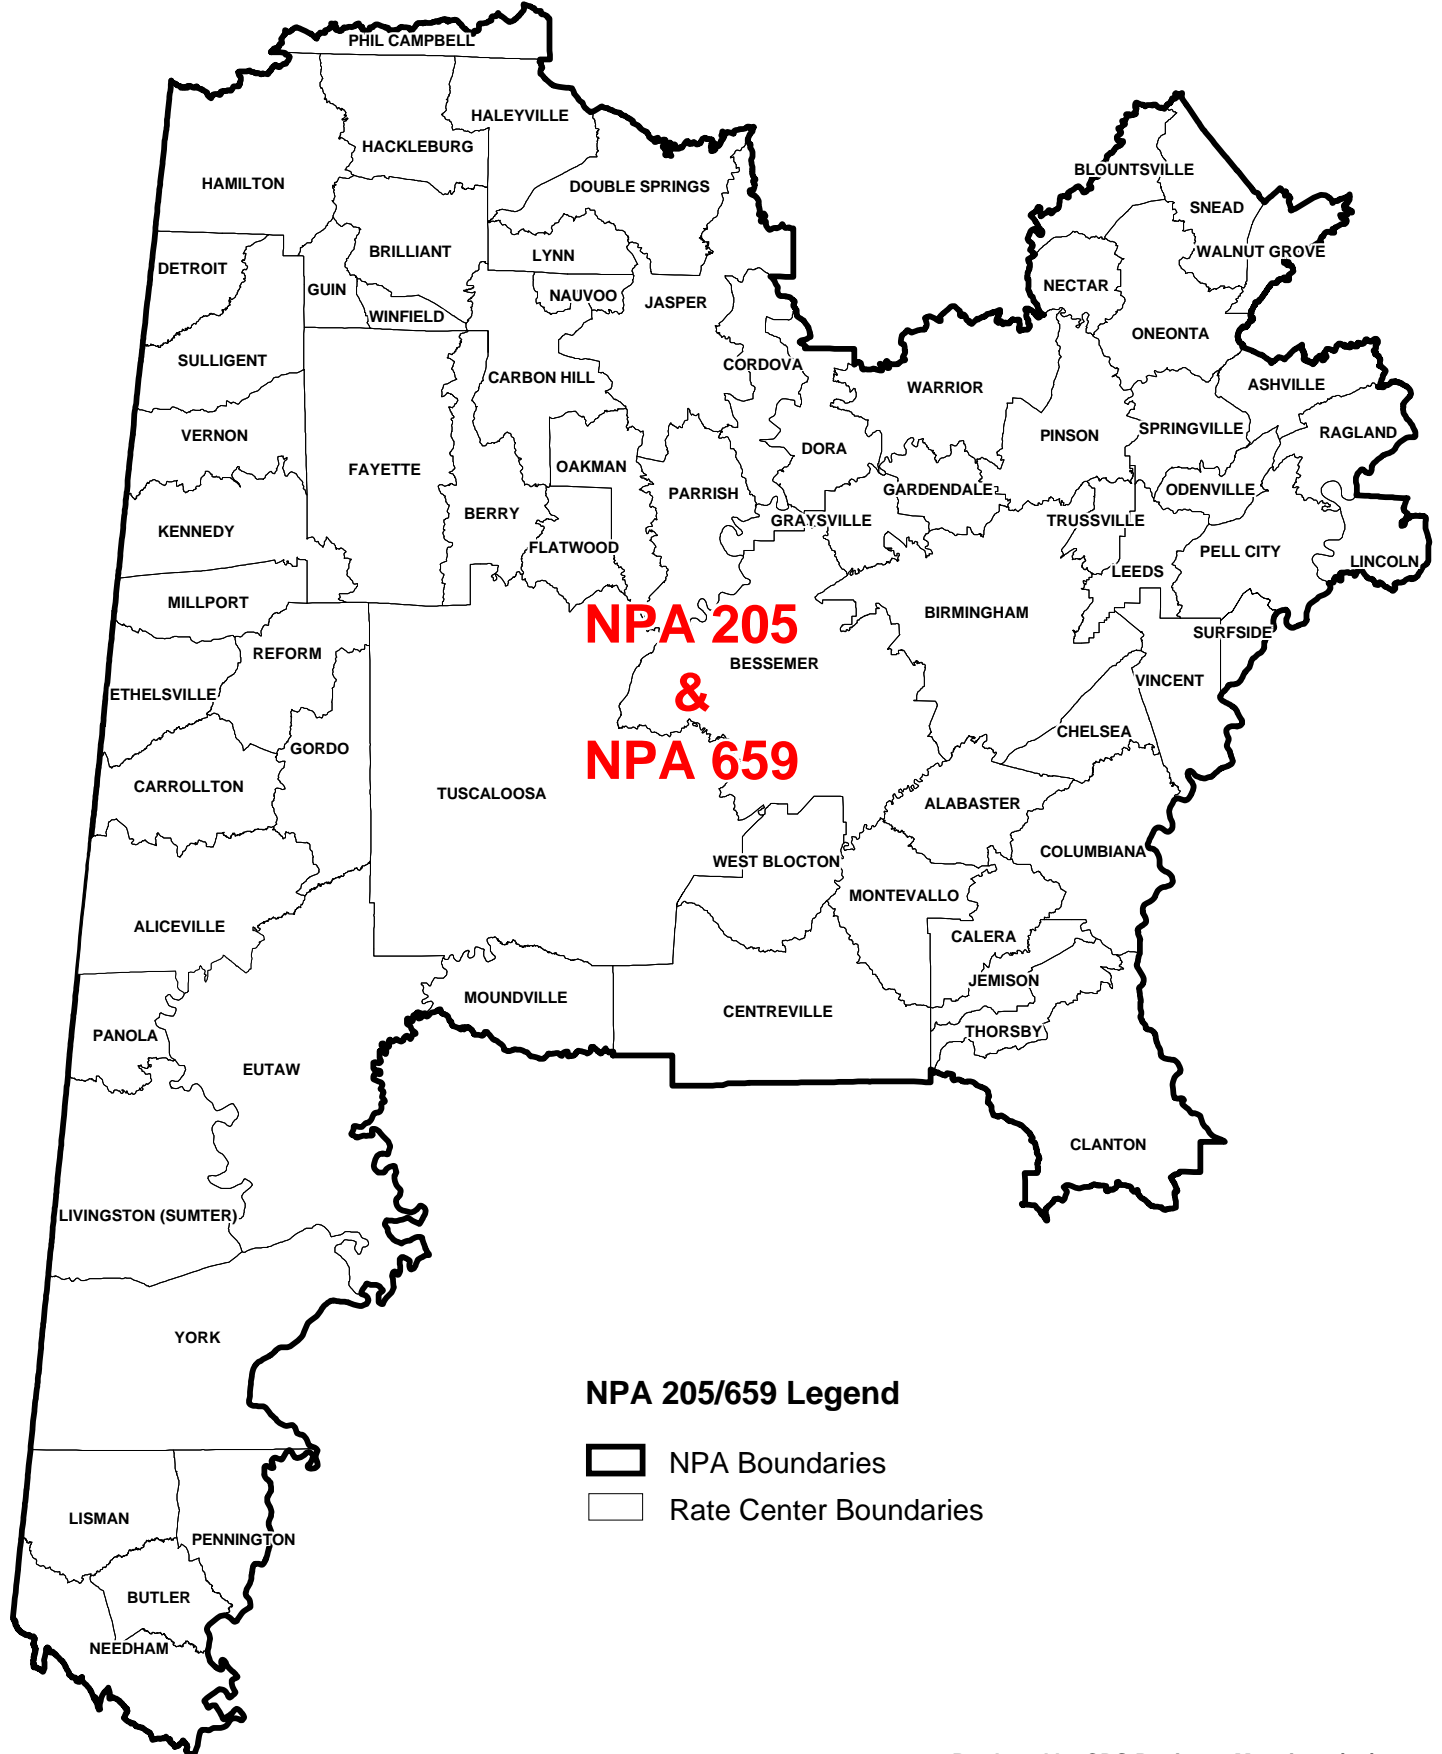 PHIL CAMPBELL
HALEYVILLE
HACKLEBURG
BLOUNTSVILLE
HAMILTON
DOUBLE SPRINGS
SNEAD
BRILLIANT
LYNN
WALNUT GROVE
DETROIT
GUIN
NAUVOO
JASPER
NECTAR
WINFIELD
ONEONTA
SULLIGENT
CARBON HILL
CORDOVA
WARRIOR
ASHVILLE
VERNON
SPRINGVILLE
RAGLAND
PINSON
DORA
FAYETTE
OAKMAN
PARRISH
GARDENDALE
ODENVILLE
BERRY
GRAYSVILLE
TRUSSVILLE
KENNEDY
FLATWOOD
PELL CITY
LINCOLN
LEEDS
MILLPORT
BIRMINGHAM
NPA 205
&
NPA 659
SURFSIDE
REFORM
BESSEMER
VINCENT
ETHELSVILLE
CHELSEA
GORDO
CARROLLTON
TUSCALOOSA
ALABASTER
COLUMBIANA
WEST BLOCTON
MONTEVALLO
ALICEVILLE
CALERA
JEMISON
MOUNDVILLE
CENTREVILLE
THORSBY
PANOLA
EUTAW
CLANTON
LIVINGSTON (SUMTER)
YORK
NPA 205/659 Legend
NPA Boundaries
Rate Center Boundaries
LISMAN
PENNINGTON
BUTLER
NEEDHAM